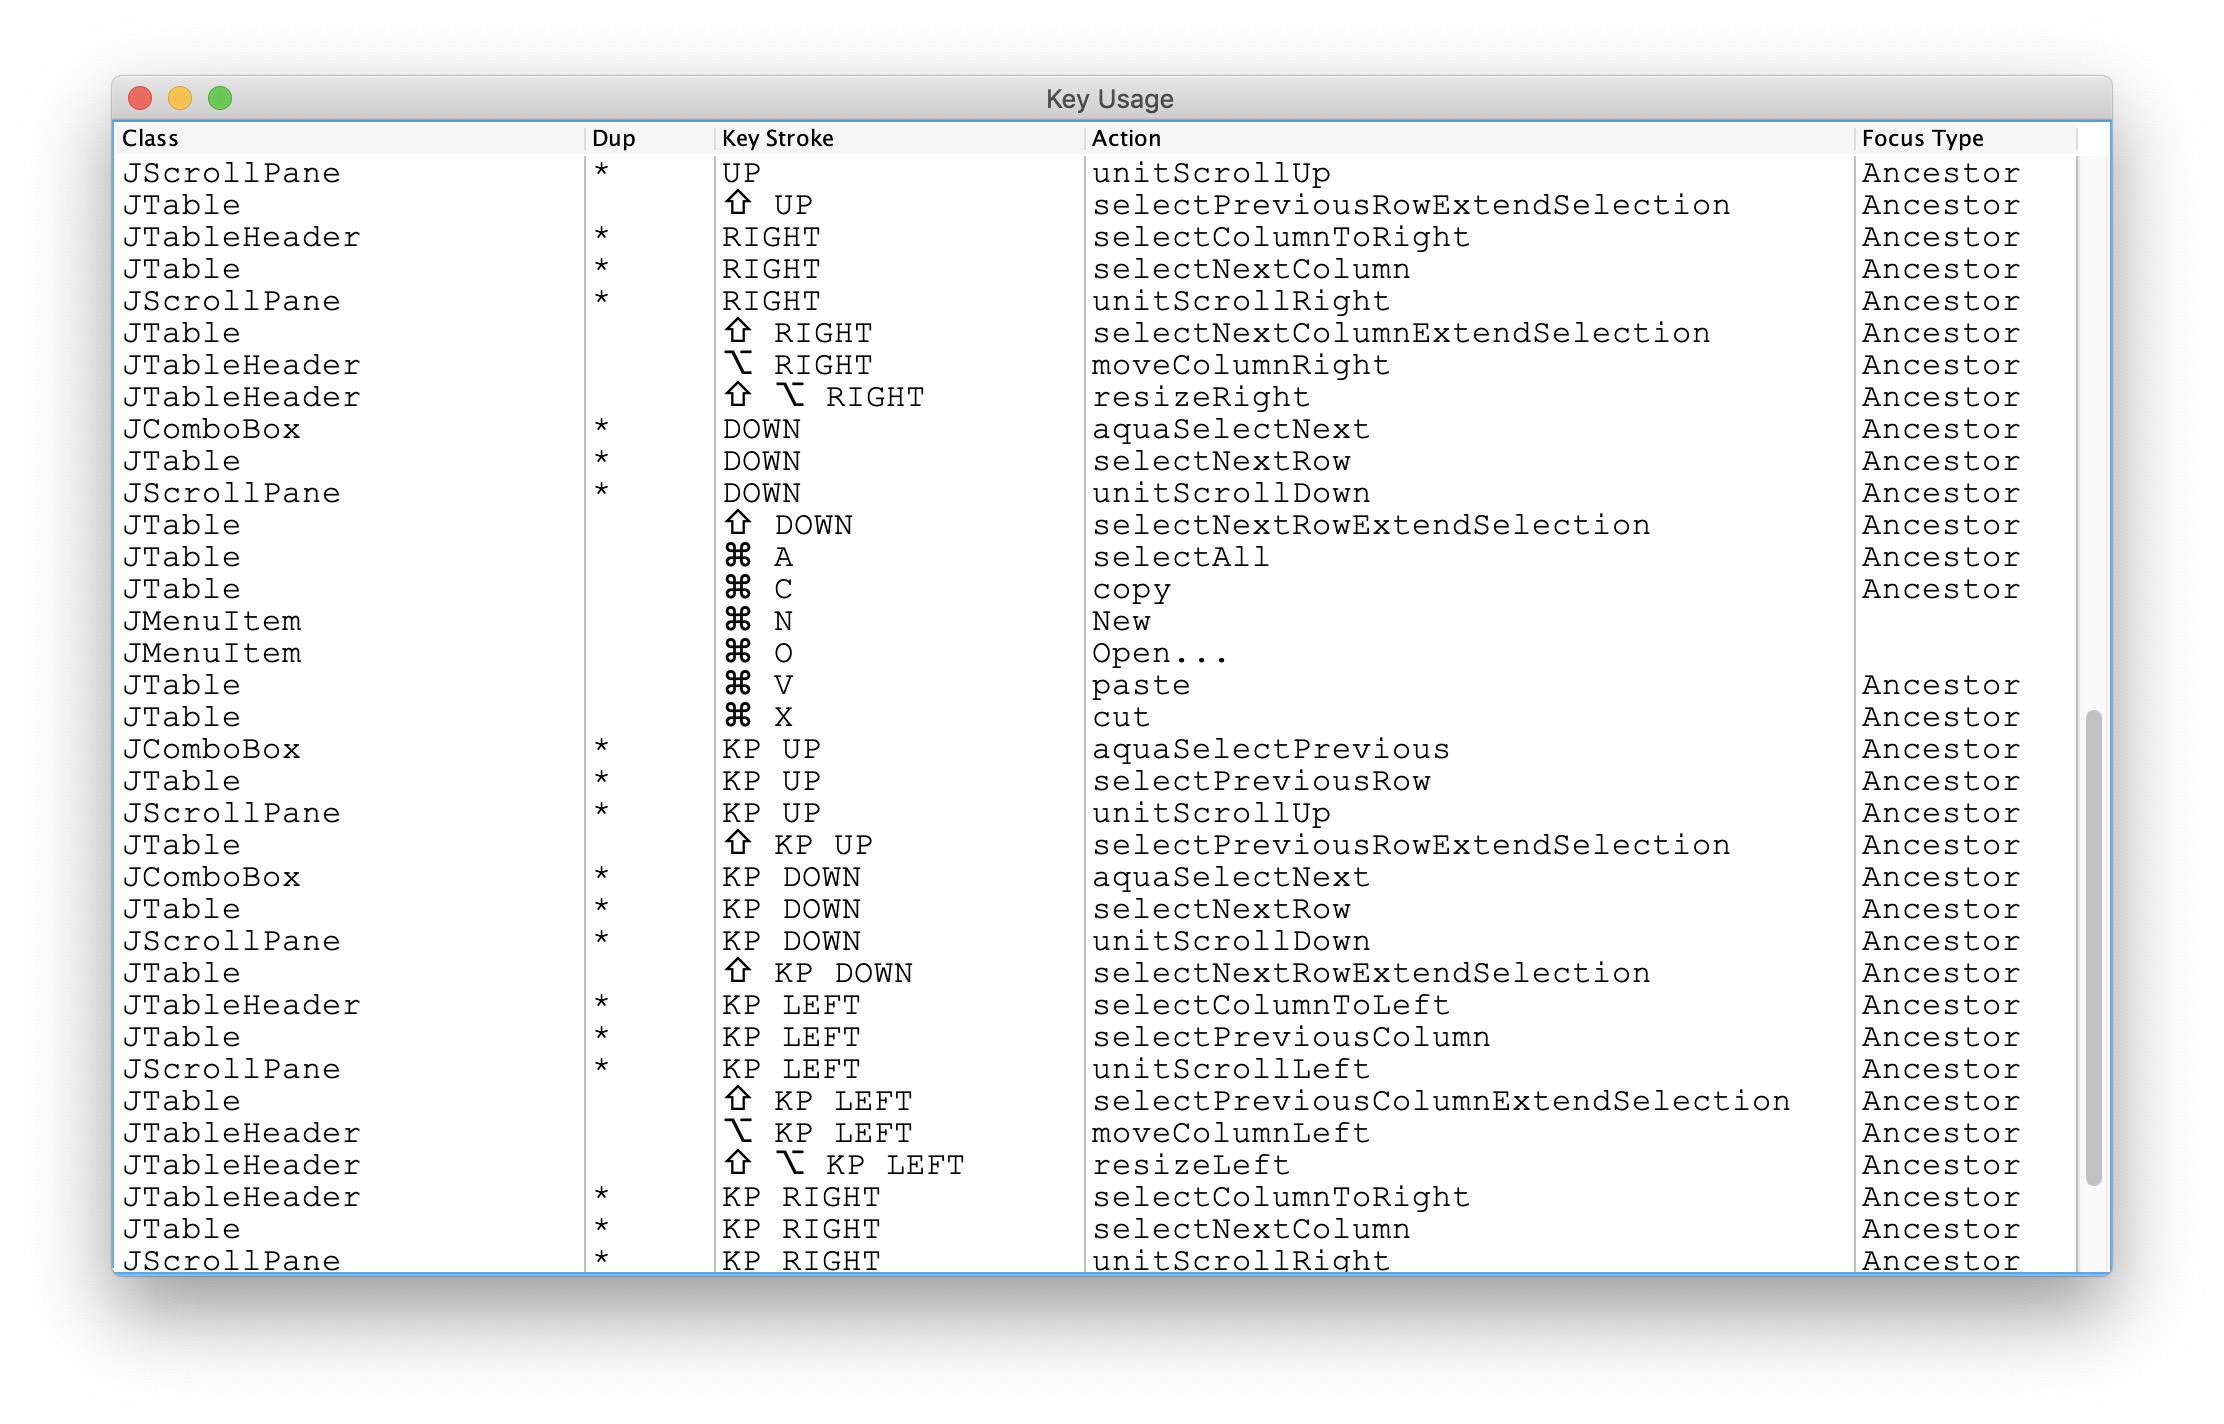 Key Usage
Class Dup Key Stroke Action Focus Type
JScrollPane * UP unitScrollUp Ancestor
JTable ⇧ UP selectPreviousRowExtendSelection Ancestor
JTableHeader * RIGHT selectColumnToRight Ancestor
JTable * RIGHT selectNextColumn Ancestor
JScrollPane * RIGHT unitScrollRight Ancestor
JTable ⇧ RIGHT selectNextColumnExtendSelection Ancestor
JTableHeader ⌥ RIGHT moveColumnRight Ancestor
JTableHeader ⇧ ⌥ RIGHT resizeRight Ancestor
JComboBox * DOWN aquaSelectNext Ancestor
JTable * DOWN selectNextRow Ancestor
JScrollPane * DOWN unitScrollDown Ancestor
JTable ⇧ DOWN selectNextRowExtendSelection Ancestor
JTable ⌘ A selectAll Ancestor
JTable ⌘ C copy Ancestor
JMenuItem ⌘ N New
JMenuItem ⌘ O Open...
JTable ⌘ V paste Ancestor
JTable ⌘ X cut Ancestor
JComboBox * KP UP aquaSelectPrevious Ancestor
JTable * KP UP selectPreviousRow Ancestor
JScrollPane * KP UP unitScrollUp Ancestor
JTable ⇧ KP UP selectPreviousRowExtendSelection Ancestor
JComboBox * KP DOWN aquaSelectNext Ancestor
JTable * KP DOWN selectNextRow Ancestor
JScrollPane * KP DOWN unitScrollDown Ancestor
JTable ⇧ KP DOWN selectNextRowExtendSelection Ancestor
JTableHeader * KP LEFT selectColumnToLeft Ancestor
JTable * KP LEFT selectPreviousColumn Ancestor
JScrollPane * KP LEFT unitScrollLeft Ancestor
JTable ⇧ KP LEFT selectPreviousColumnExtendSelection Ancestor
JTableHeader ⌥ KP LEFT moveColumnLeft Ancestor
JTableHeader ⇧ ⌥ KP LEFT resizeLeft Ancestor
JTableHeader * KP RIGHT selectColumnToRight Ancestor
JTable * KP RIGHT selectNextColumn Ancestor
JScrollPane * KP RIGHT unitScrollRight Ancestor